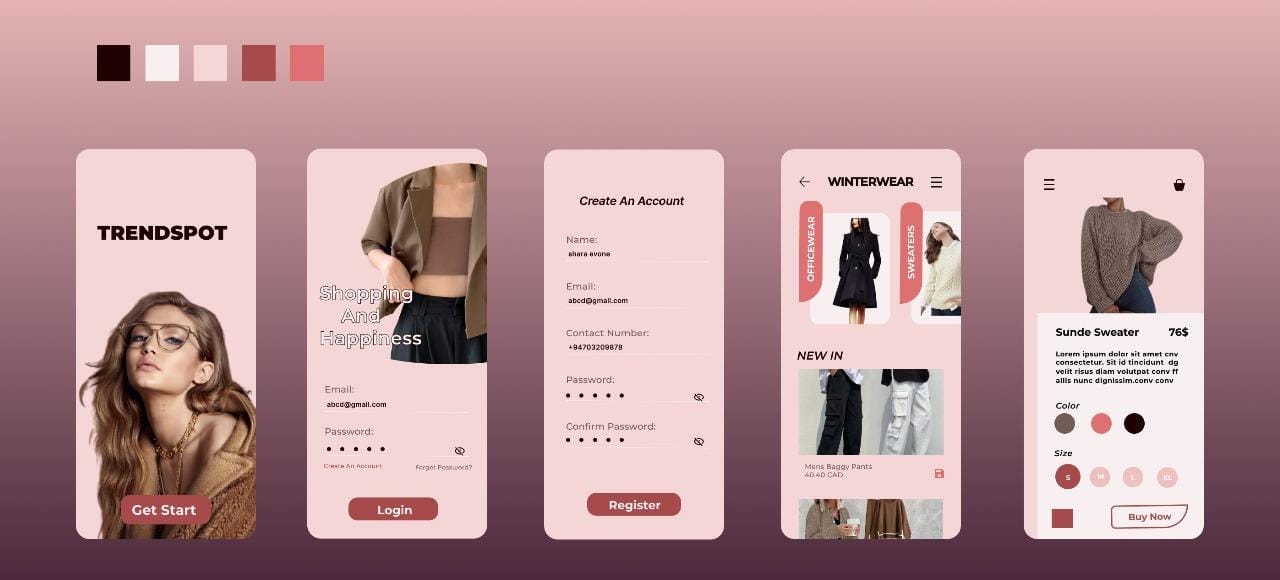 TRENDSPOT
Get Start
Shopping
And
Happiness
Email:
abcd@gmail.com
Password:
Create An Account
Forget Password?
Login
Create An Account
Name:
shara evone
Email:
abcd@gmail.com
Contact Number:
+94703209878
Password:
Confirm Password:
Register
WINTERWEAR
OFFICEWEAR
SWEATERS
NEW IN
Mens Baggy Pants
40.40 CAD
Sunde Sweater 76$
Lorem ipsum dolor sit amet cnv
consectetur. Sit id tincidunt dg
velit risus diam volutpat conv ff
allis nunc dignissim.conv conv
Color
Size
S M L XL
Buy Now